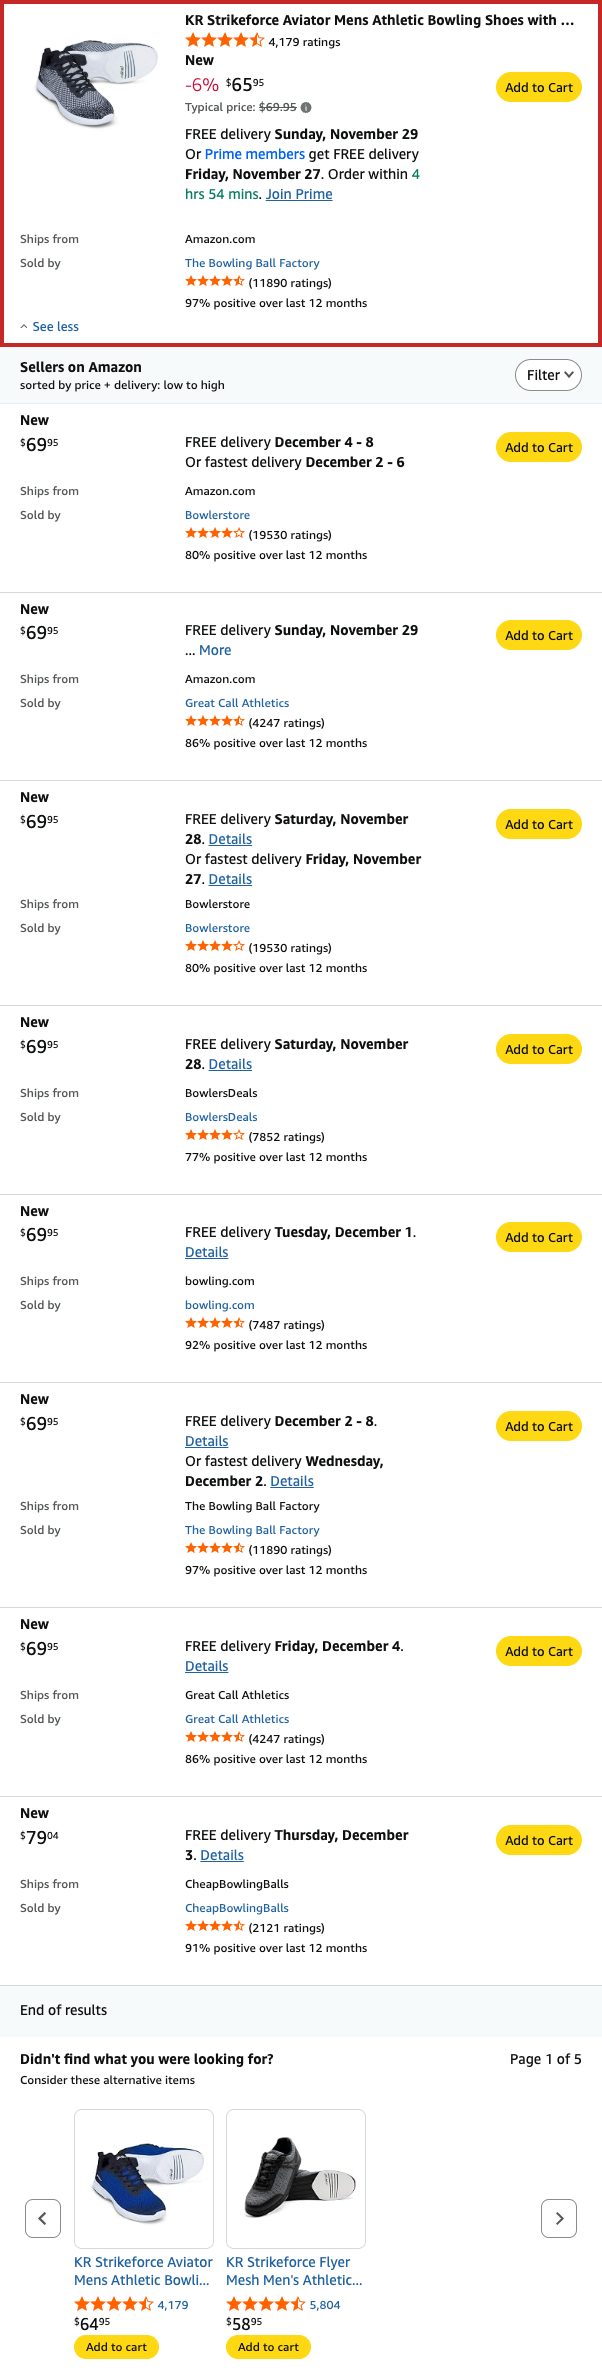 KR Strikeforce Aviator Mens Athletic Bowling Shoes with ...
4,179 ratings
New
-6% $65 95
Typical price: $69.95
Add to Cart
FREE delivery Sunday, November 29
Or Prime members get FREE delivery
Friday, November 27. Order within 4
hrs 54 mins. Join Prime
Ships from Amazon.com
Sold by The Bowling Ball Factory
(11890 ratings)
97% positive over last 12 months
See less
Sellers on Amazon
sorted by price + delivery: low to high
Filter
New
$69 95
FREE delivery December 4 - 8
Or fastest delivery December 2 - 6
Add to Cart
Ships from Amazon.com
Sold by Bowlerstore
(19530 ratings)
80% positive over last 12 months
New
$69 95
FREE delivery Sunday, November 29
... More
Add to Cart
Ships from Amazon.com
Sold by Great Call Athletics
(4247 ratings)
86% positive over last 12 months
New
$69 95
FREE delivery Saturday, November
28. Details
Or fastest delivery Friday, November
27. Details
Add to Cart
Ships from Bowlerstore
Sold by Bowlerstore
(19530 ratings)
80% positive over last 12 months
New
$69 95
FREE delivery Saturday, November
28. Details
Add to Cart
Ships from BowlersDeals
Sold by BowlersDeals
(7852 ratings)
77% positive over last 12 months
New
$69 95
FREE delivery Tuesday, December 1.
Details
Add to Cart
Ships from bowling.com
Sold by bowling.com
(7487 ratings)
92% positive over last 12 months
New
$69 95
FREE delivery December 2 - 8.
Details
Or fastest delivery Wednesday,
December 2. Details
Add to Cart
Ships from The Bowling Ball Factory
Sold by The Bowling Ball Factory
(11890 ratings)
97% positive over last 12 months
New
$69 95
FREE delivery Friday, December 4.
Details
Add to Cart
Ships from Great Call Athletics
Sold by Great Call Athletics
(4247 ratings)
86% positive over last 12 months
New
$79 04
FREE delivery Thursday, December
3. Details
Add to Cart
Ships from CheapBowlingBalls
Sold by CheapBowlingBalls
(2121 ratings)
91% positive over last 12 months
End of results
Didn't find what you were looking for?
Page 1 of 5
Consider these alternative items
KR Strikeforce Aviator
Mens Athletic Bowli...
4,179
$64 95
Add to cart
KR Strikeforce Flyer
Mesh Men's Athletic...
5,804
$58 95
Add to cart